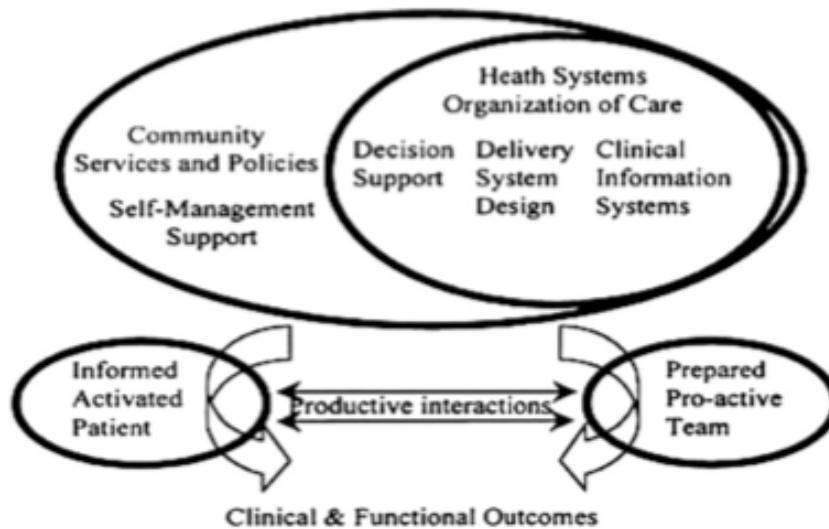 Heath Systems
Organization of Care
Community
Services and Policies
Self-Management
Support
Decision
Support
Delivery
System
Design
Clinical
Information
Systems
Informed
Activated
Patient
Productive interactions
Prepared
Pro-active
Team
Clinical & Functional Outcomes